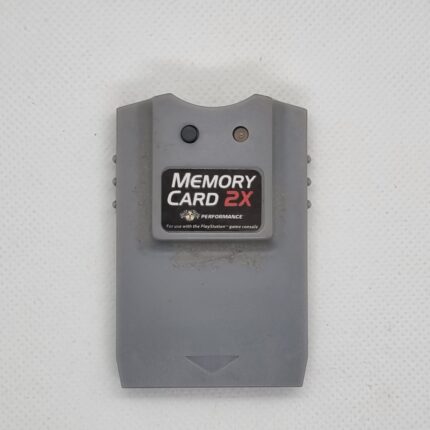 MEMORY
CARD 2X
PERFORMANCE
For use with the PlayStation™ game console